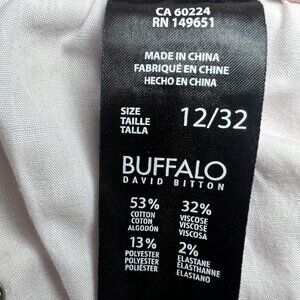 CA 60224
RN 149651
MADE IN CHINA
FABRIQUÉ EN CHINE
HECHO EN CHINA
SIZE
TAILLE
TALLA
12/32
BUFFALO
DAVID BITTON
53% 32%
COTTON VISCOSE
COTON VISCOSE
ALGODÓN VISCOSA
13% 2%
POLYESTER ELASTANE
POLYESTER ELASTHANNE
POLIÉSTER ELASTANO